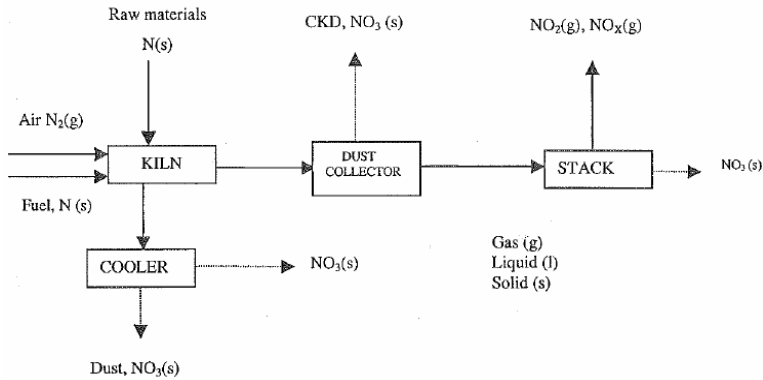 Raw materials
N(s)
CKD, NO3 (s)
NO2(g), NOX(g)
Air N2(g)
KILN
DUST
COLLECTOR
STACK
NO3(s)
Fuel, N (s)
COOLER
NO3(s)
Gas (g)
Liquid (l)
Solid (s)
Dust, NO3(s)